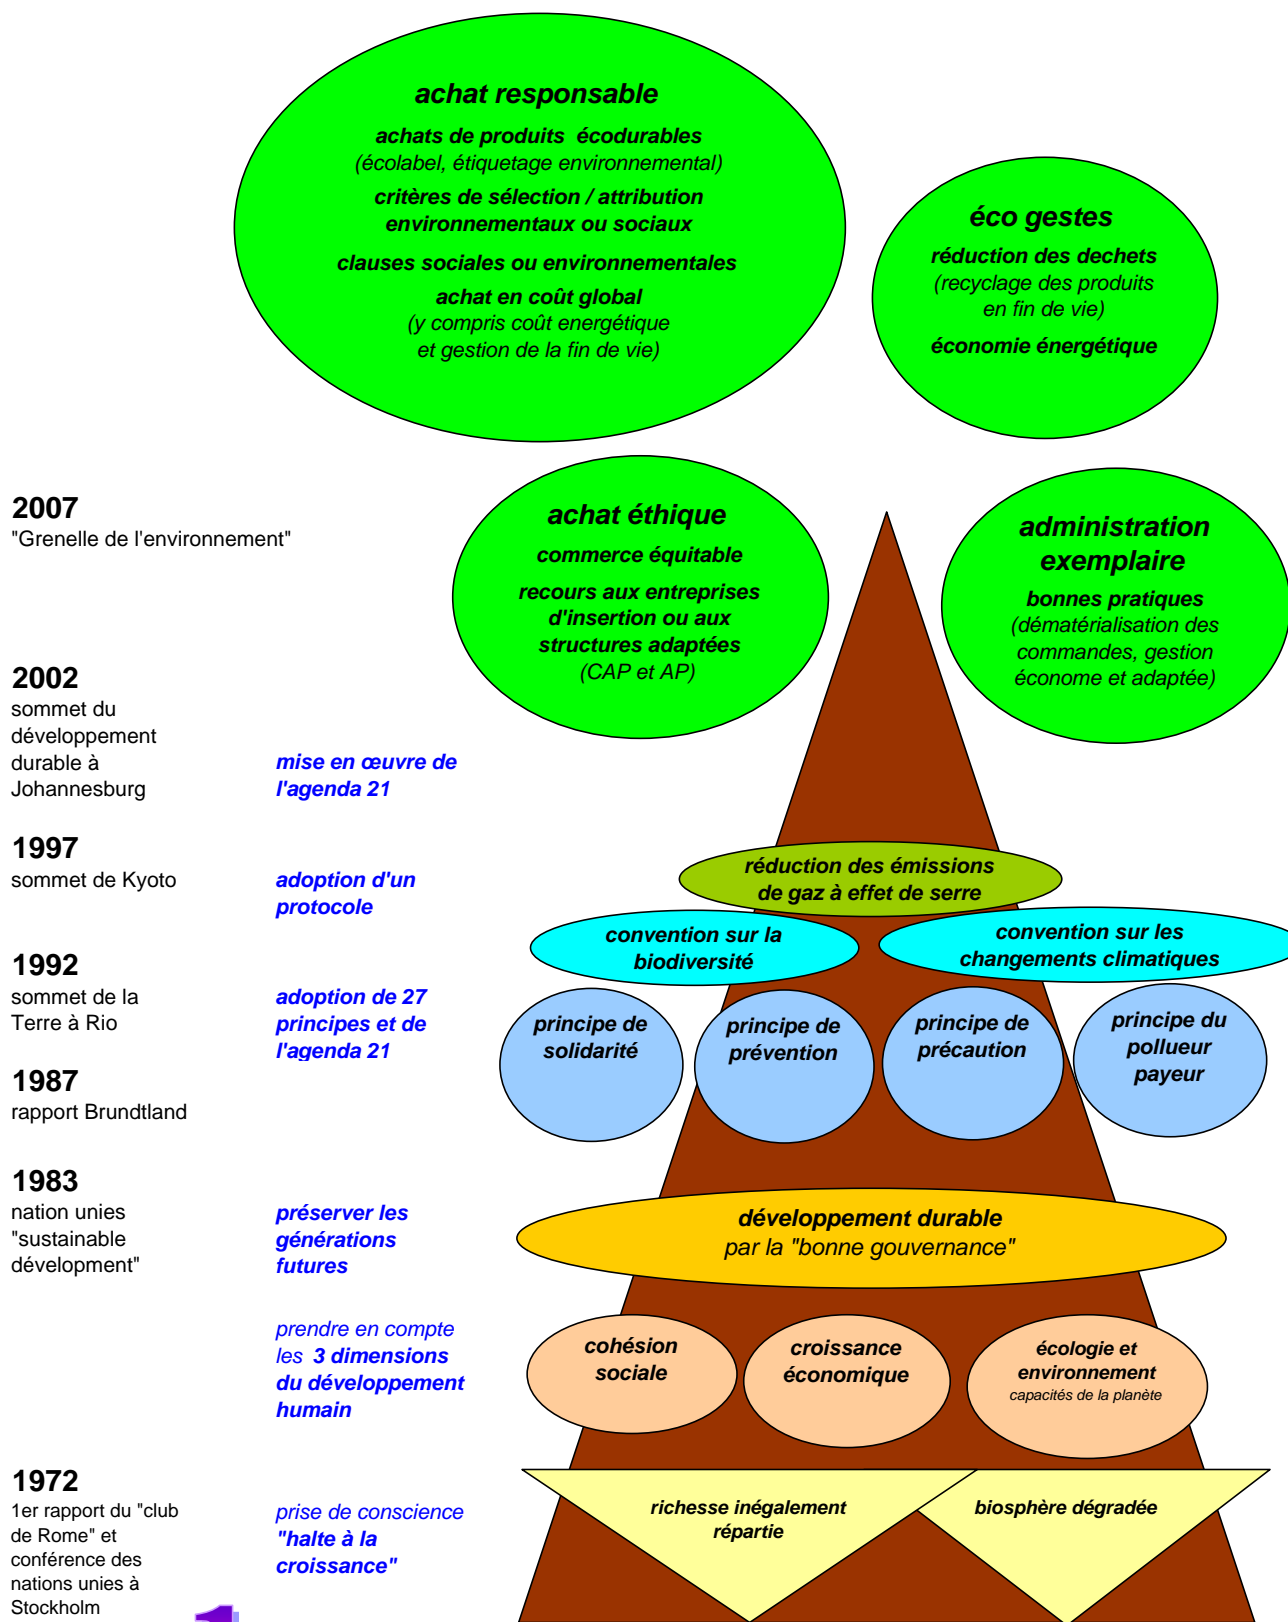 achat responsable
achats de produits écodurables
(écolabel, étiquetage environnemental)
critères de sélection / attribution
environnementaux ou sociaux
clauses sociales ou environnementales
achat en coût global
(y compris coût energétique
et gestion de la fin de vie)
éco gestes
réduction des dechets
(recyclage des produits
en fin de vie)
économie énergétique
2007
"Grenelle de l'environnement"
achat éthique
commerce équitable
recours aux entreprises
d'insertion ou aux
structures adaptées
(CAP et AP)
administration
exemplaire
bonnes pratiques
(dématérialisation des
commandes, gestion
économe et adaptée)
2002
sommet du
développement
durable à
Johannesburg
mise en œuvre de
l'agenda 21
1997
sommet de Kyoto
adoption d'un
protocole
réduction des émissions
de gaz à effet de serre
convention sur la
biodiversité
convention sur les
changements climatiques
1992
sommet de la
Terre à Rio
adoption de 27
principes et de
l'agenda 21
principe de
solidarité
principe de
prévention
principe de
précaution
principe du
pollueur
payeur
1987
rapport Brundtland
1983
nation unies
"sustainable
dévelopment"
préserver les
générations
futures
développement durable
par la "bonne gouvernance"
prendre en compte
les 3 dimensions
du développement
humain
cohésion
sociale
croissance
économique
écologie et
environnement
capacités de la planète
1972
1er rapport du "club
de Rome" et
conférence des
nations unies à
Stockholm
prise de conscience
"halte à la
croissance"
richesse inégalement
répartie
biosphère dégradée